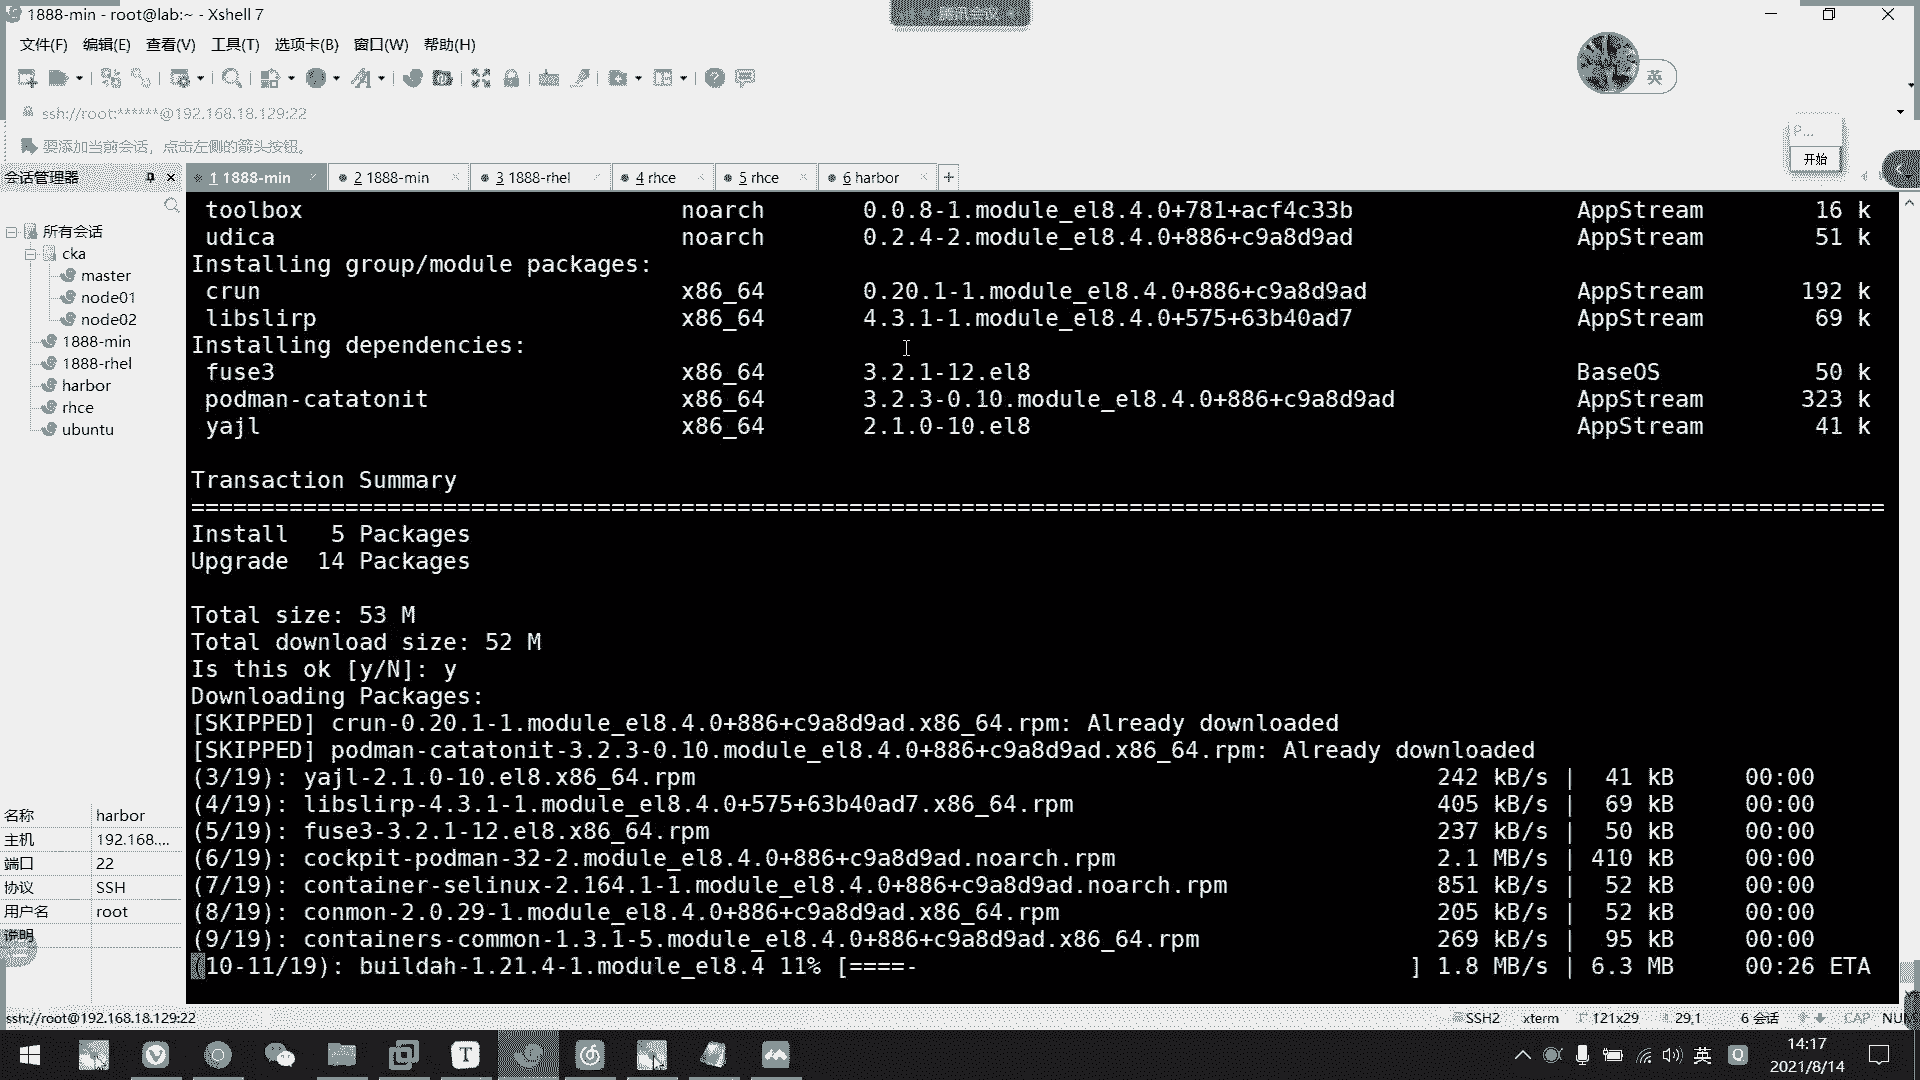 1888-min - root@lab:~ - Xshell 7
腾讯会议
文件(F) 编辑(E) 查看(V) 工具(T) 选项卡(B) 窗口(W) 帮助(H)
英
ssh://root:******@192.168.18.129:22
要添加当前会话，点击左侧的箭头按钮。
P...
开始
会话管理器
1 1888-min 2 1888-min 3 1888-rhel 4 rhce 5 rhce 6 harbor
所有会话
cka
master
node01
node02
1888-min
1888-rhel
harbor
rhce
ubuntu
名称 harbor
主机 192.168....
端口 22
协议 SSH
用户名 root
说明
toolbox noarch 0.0.8-1.module_el8.4.0+781+acf4c33b AppStream 16 k
udica noarch 0.2.4-2.module_el8.4.0+886+c9a8d9ad AppStream 51 k
Installing group/module packages:
crun x86_64 0.20.1-1.module_el8.4.0+886+c9a8d9ad AppStream 192 k
libslirp x86_64 4.3.1-1.module_el8.4.0+575+63b40ad7 AppStream 69 k
Installing dependencies:
fuse3 x86_64 3.2.1-12.el8 BaseOS 50 k
podman-catatonit x86_64 3.2.3-0.10.module_el8.4.0+886+c9a8d9ad AppStream 323 k
yajl x86_64 2.1.0-10.el8 AppStream 41 k
Transaction Summary
================================================================================
Install 5 Packages
Upgrade 14 Packages
Total size: 53 M
Total download size: 52 M
Is this ok [y/N]: y
Downloading Packages:
[SKIPPED] crun-0.20.1-1.module_el8.4.0+886+c9a8d9ad.x86_64.rpm: Already downloaded
[SKIPPED] podman-catatonit-3.2.3-0.10.module_el8.4.0+886+c9a8d9ad.x86_64.rpm: Already downloaded
(3/19): yajl-2.1.0-10.el8.x86_64.rpm 242 kB/s | 41 kB 00:00
(4/19): libslirp-4.3.1-1.module_el8.4.0+575+63b40ad7.x86_64.rpm 405 kB/s | 69 kB 00:00
(5/19): fuse3-3.2.1-12.el8.x86_64.rpm 237 kB/s | 50 kB 00:00
(6/19): cockpit-podman-32-2.module_el8.4.0+886+c9a8d9ad.noarch.rpm 2.1 MB/s | 410 kB 00:00
(7/19): container-selinux-2.164.1-1.module_el8.4.0+886+c9a8d9ad.noarch.rpm 851 kB/s | 52 kB 00:00
(8/19): conmon-2.0.29-1.module_el8.4.0+886+c9a8d9ad.x86_64.rpm 205 kB/s | 52 kB 00:00
(9/19): containers-common-1.3.1-5.module_el8.4.0+886+c9a8d9ad.x86_64.rpm 269 kB/s | 95 kB 00:00
(10-11/19): buildah-1.21.4-1.module_el8.4 11% [====- ] 1.8 MB/s | 6.3 MB 00:26 ETA
ssh://root@192.168.18.129:22 SSH2 xterm 121x29 29,1 6 会话 CAP NUM
英 14:17
2021/8/14